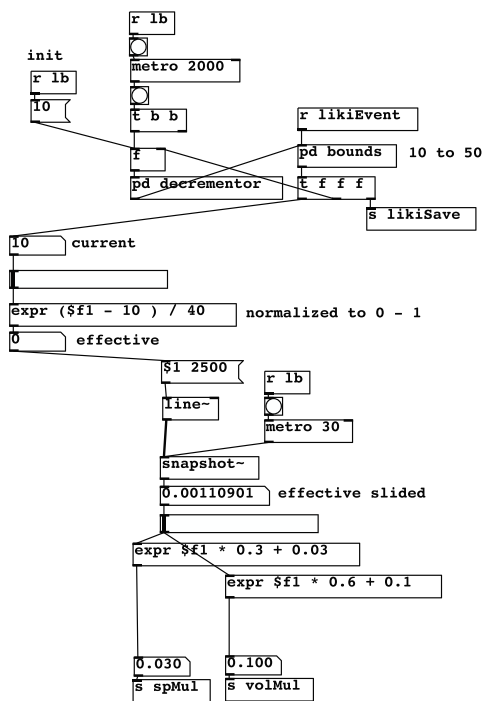 r lb
init
metro 2000
r lb
10
t b b
r likiEvent
f
pd bounds
10 to 50
pd decrementor
t f f f
s likiSave
10
current
expr ($f1 - 10 ) / 40
normalized to 0 - 1
0
effective
$1 2500
r lb
line~
metro 30
snapshot~
0.00110901
effective slided
expr $f1 * 0.3 + 0.03
expr $f1 * 0.6 + 0.1
0.030
0.100
s spMul
s volMul